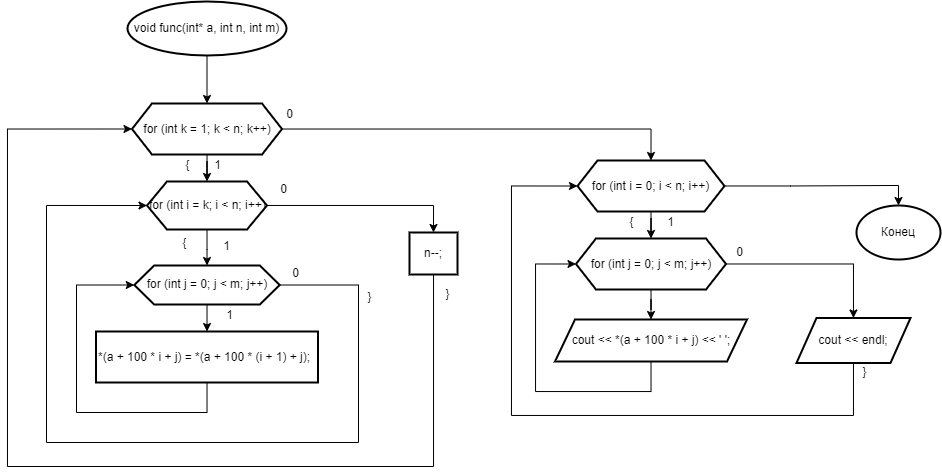 void func(int* a, int n, int m)
for (int k = 1; k < n; k++)
0
{
1
for (int i = k; i < n; i++
0
{
1
for (int j = 0; j < m; j++)
0
1
*(a + 100 * i + j) = *(a + 100 * (i + 1) + j);
}
n--;
}
for (int i = 0; i < n; i++)
{
1
for (int j = 0; j < m; j++)
0
cout << *(a + 100 * i + j) << ' ';
cout << endl;
}
Конец